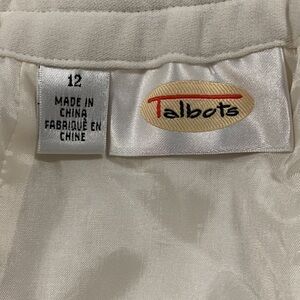 12
MADE IN
CHINA
FABRIQUÉ EN
CHINE
Talbots